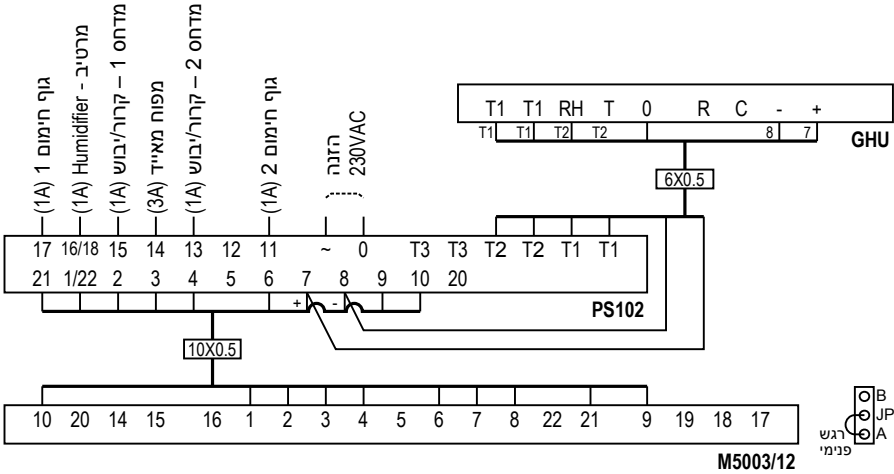 גוף חימום 1 (1A)
מרטיב - Humidifier (1A)
מדחס 1 – קרור/יבוש (1A)
מפוח מאייד (3A)
מדחס 2 – קרור/יבוש (1A)
גוף חימום 2 (1A)
הזנה
230VAC
T1 T1 RH T 0 R C - +
T1 T1 T2 T2 8 7
GHU
6X0.5
17 16/18 15 14 13 12 11 ~ 0 T3 T3 T2 T2 T1 T1
21 1/22 2 3 4 5 6 7 8 9 10 20
+ -
PS102
10X0.5
10 20 14 15 16 1 2 3 4 5 6 7 8 22 21 9 19 18 17
M5003/12
B
JP
A
רגש
פנימי